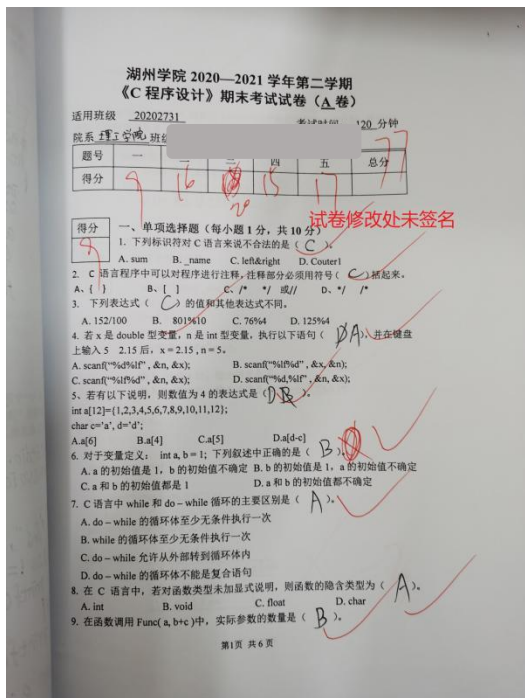 湖州学院 2020—2021 学年第二学期
《C 程序设计》期末考试试卷（A 卷）
适用班级 20202731 考试时间 120 分钟
院系 理工学院 班级
题号 一 二 三 四 五 总分
得分 9 16 20 15 17 77
试卷修改处未签名
得分 9
一、单项选择题（每小题 1 分，共 10 分）
1. 下列标识符对 C 语言来说不合法的是（ C ）。
A. sum B. _name C. left&right D. Couter1
2. C 语言程序中可以对程序进行注释,注释部分必须用符号（ C ）括起来。
A、{ } B、[ ] C、/* */ 或// D、*/ /*
3. 下列表达式（ C ）的值和其他表达式不同。
A. 152/100 B. 801%10 C. 76%4 D. 125%4
4. 若 x 是 double 型变量，n 是 int 型变量，执行以下语句（ A ），并在键盘
上输入 5 2.15 后，x = 2.15 , n = 5。
A. scanf("%d%lf" , &n, &x); B. scanf("%lf%d" , &x, &n);
C. scanf("%lf%d" , &n, &x); D. scanf("%d,%lf" , &n, &x);
5、若有以下说明，则数值为 4 的表达式是（ D B ）。
int a[12]={1,2,3,4,5,6,7,8,9,10,11,12};
char c='a', d='d';
A.a[6] B.a[4] C.a[5] D.a[d-c]
6. 对于变量定义： int a, b = 1; 下列叙述中正确的是（ B ）。
A. a 的初始值是 1，b 的初始值不确定 B. b 的初始值是 1，a 的初始值不确定
C. a 和 b 的初始值都是 1 D. a 和 b 的初始值都不确定
7. C 语言中 while 和 do – while 循环的主要区别是（ A ）。
A. do – while 的循环体至少无条件执行一次
B. while 的循环体至少无条件执行一次
C. do – while 允许从外部转到循环体内
D. do – while 的循环体不能是复合语句
8. 在 C 语言中，若对函数类型未加显式说明，则函数的隐含类型为（ A ）。
A. int B. void C. float D. char
9. 在函数调用 Func( a, b+c )中，实际参数的数量是（ B ）。
第1页 共6页